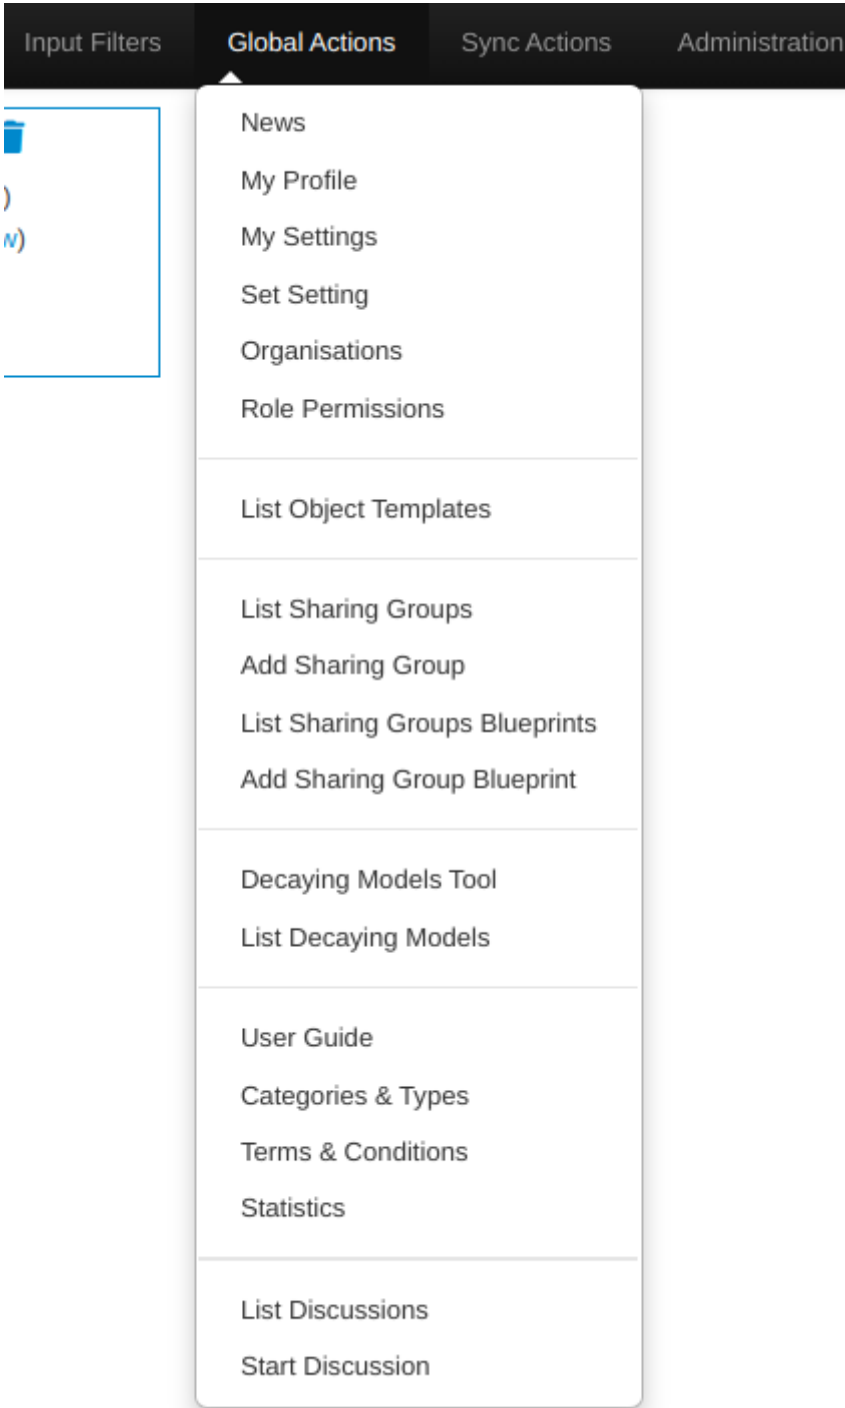 Input Filters Global Actions Sync Actions Administration
)
w)
News
My Profile
My Settings
Set Setting
Organisations
Role Permissions
List Object Templates
List Sharing Groups
Add Sharing Group
List Sharing Groups Blueprints
Add Sharing Group Blueprint
Decaying Models Tool
List Decaying Models
User Guide
Categories & Types
Terms & Conditions
Statistics
List Discussions
Start Discussion